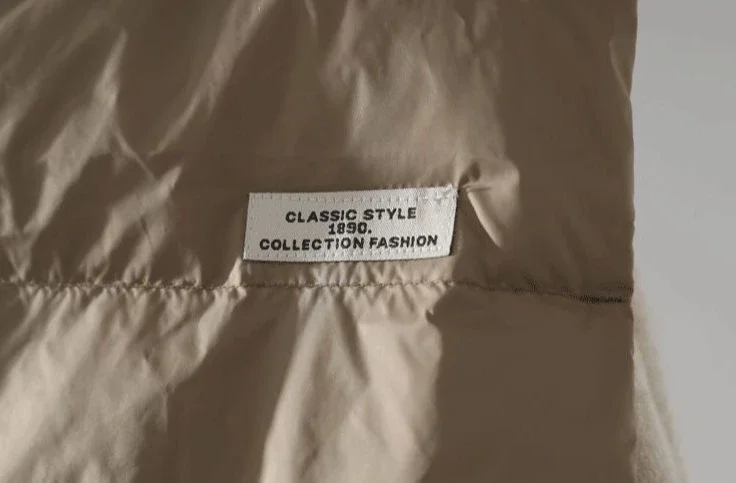 CLASSIC STYLE
1890.
COLLECTION FASHION